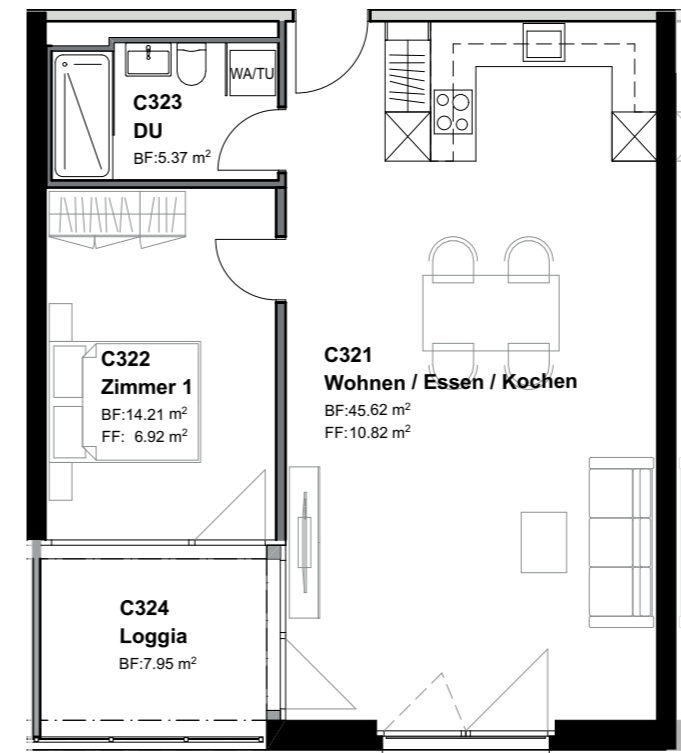 C323
DU
BF:5.37 m²
WA/TU
C322
Zimmer 1
BF:14.21 m²
FF: 6.92 m²
C321
Wohnen / Essen / Kochen
BF:45.62 m²
FF:10.82 m²
C324
Loggia
BF:7.95 m²